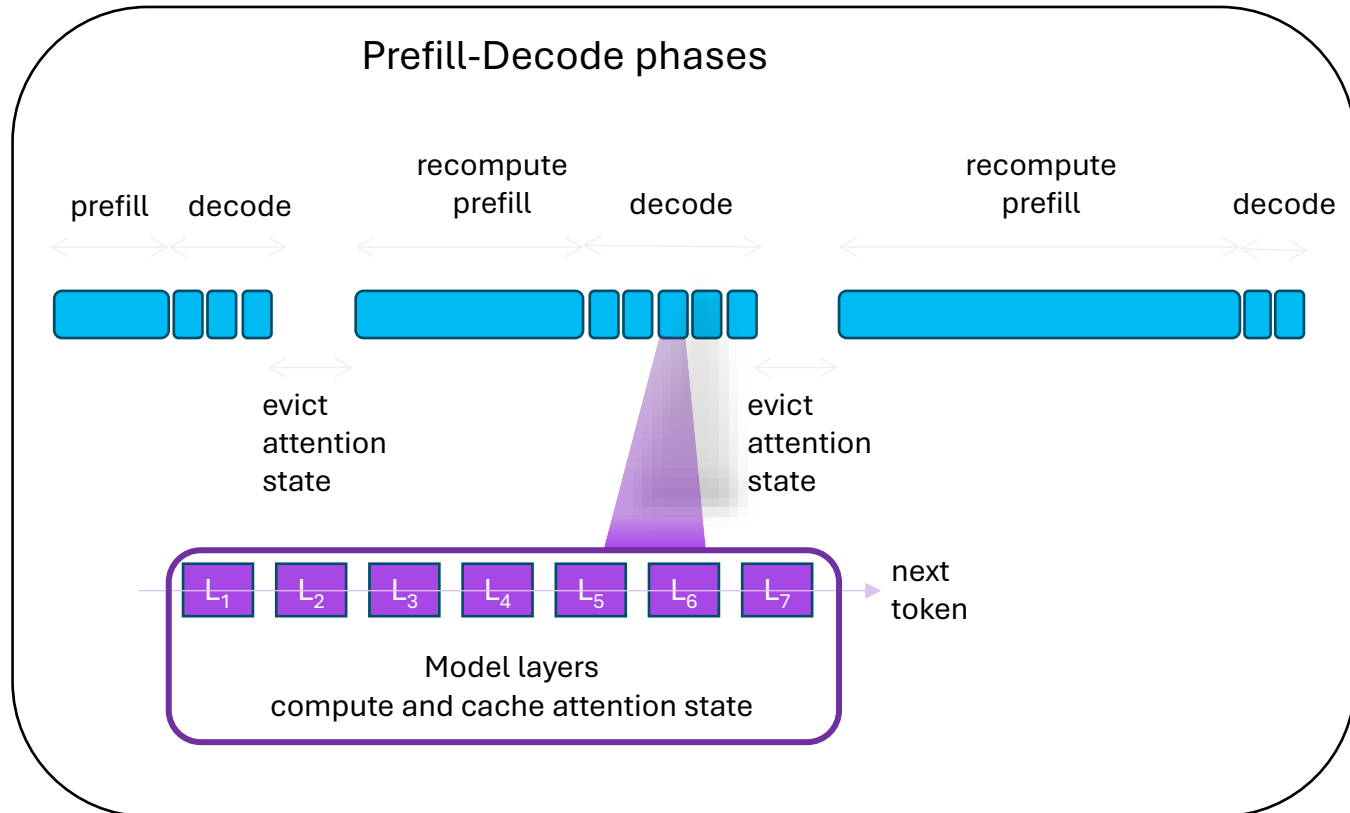 Prefill-Decode phases
prefill
decode
recompute
prefill
decode
recompute
prefill
decode
evict
attention
state
evict
attention
state
L1
L2
L3
L4
L5
L6
L7
next
token
Model layers
compute and cache attention state